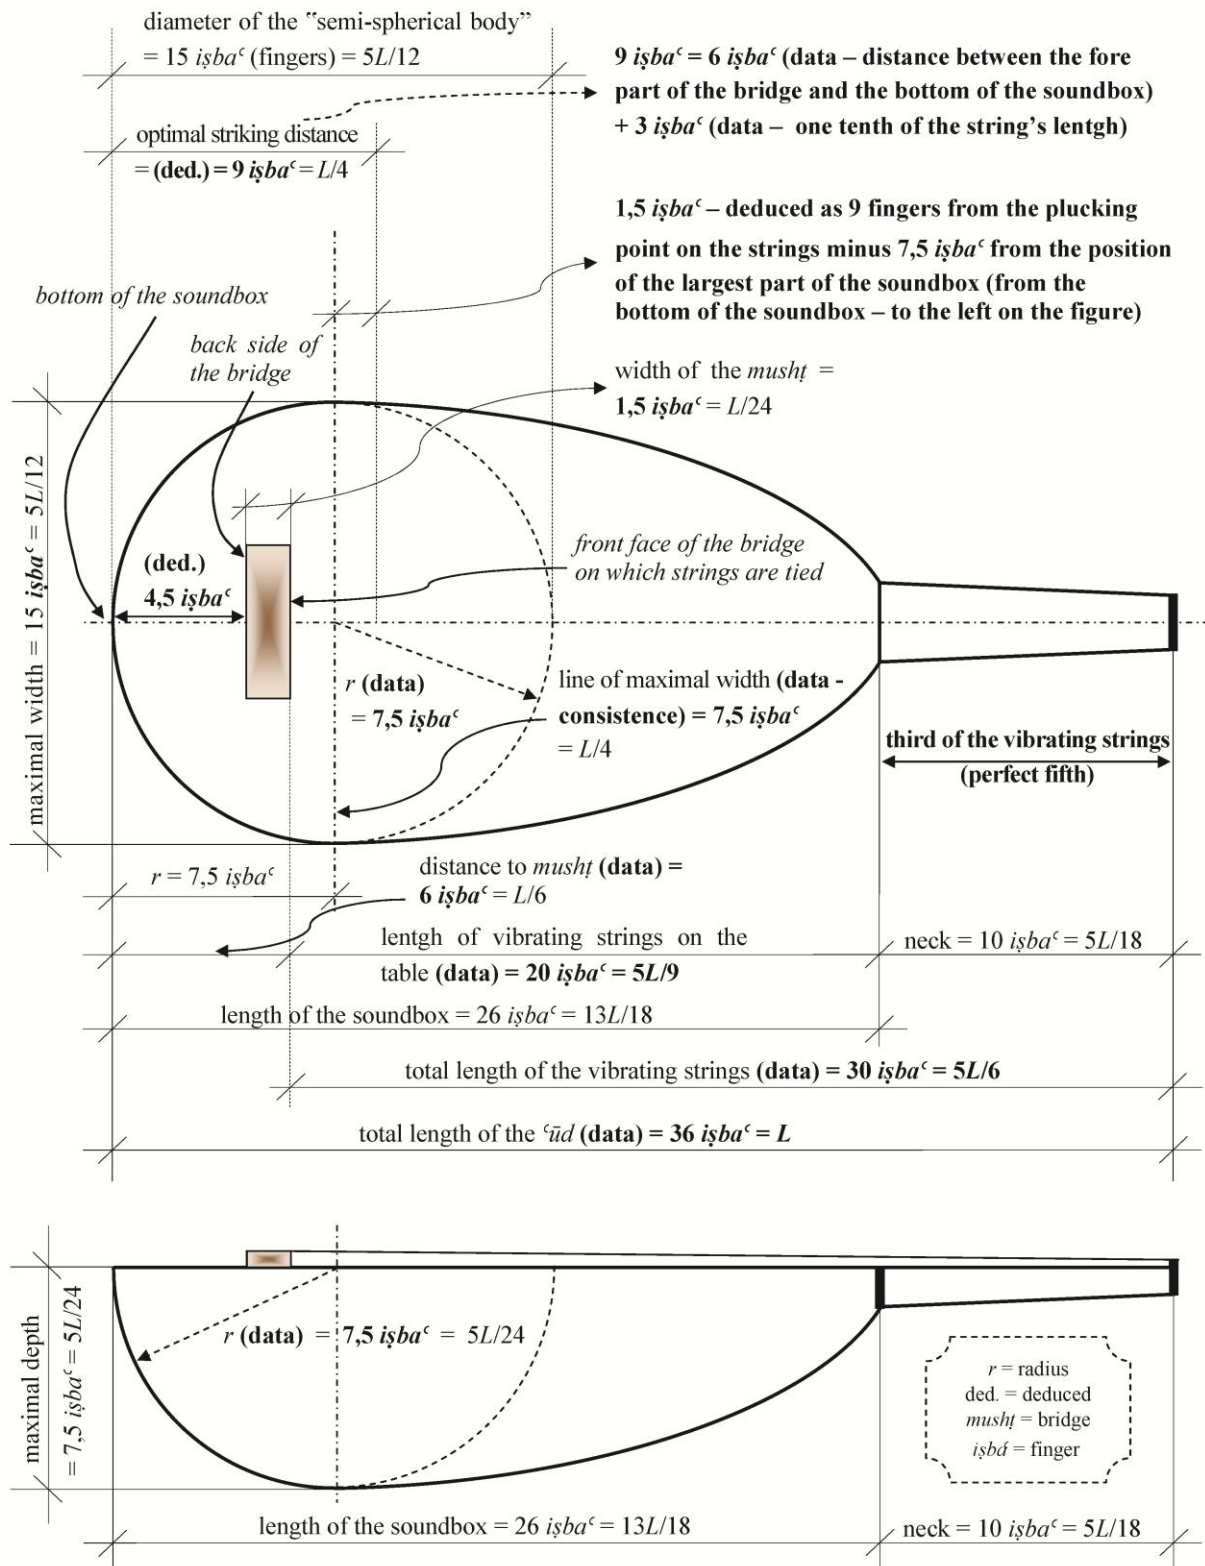 diameter of the "semi-spherical body"
= 15 iṣbaᶜ (fingers) = 5L/12
9 iṣbaᶜ = 6 iṣbaᶜ (data – distance between the fore
part of the bridge and the bottom of the soundbox)
+ 3 iṣbaᶜ (data – one tenth of the string's lentgh)
optimal striking distance
= (ded.) = 9 iṣbaᶜ = L/4
1,5 iṣbaᶜ – deduced as 9 fingers from the plucking
point on the strings minus 7,5 iṣbaᶜ from the position
of the largest part of the soundbox (from the
bottom of the soundbox – to the left on the figure)
bottom of the soundbox
back side of
the bridge
width of the mushṭ =
1,5 iṣbaᶜ = L/24
maximal width = 15 iṣbaᶜ = 5L/12
(ded.)
4,5 iṣbaᶜ
front face of the bridge
on which strings are tied
r (data)
= 7,5 iṣbaᶜ
line of maximal width (data -
consistence) = 7,5 iṣbaᶜ
= L/4
third of the vibrating strings
(perfect fifth)
r = 7,5 iṣbaᶜ
distance to mushṭ (data) =
6 iṣbaᶜ = L/6
lentgh of vibrating strings on the
table (data) = 20 iṣbaᶜ = 5L/9
neck = 10 iṣbaᶜ = 5L/18
length of the soundbox = 26 iṣbaᶜ = 13L/18
total length of the vibrating strings (data) = 30 iṣbaᶜ = 5L/6
total length of the ᶜūd (data) = 36 iṣbaᶜ = L
maximal depth
= 7,5 iṣbaᶜ = 5L/24
r (data) = 7,5 iṣbaᶜ = 5L/24
r = radius
ded. = deduced
mushṭ = bridge
iṣbá = finger
length of the soundbox = 26 iṣbaᶜ = 13L/18
neck = 10 iṣbaᶜ = 5L/18